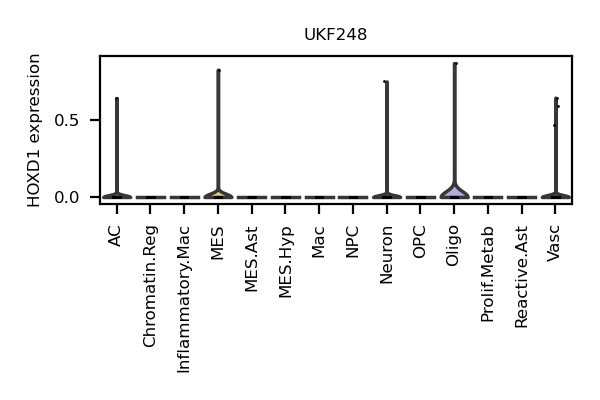 UKF248
HOXD1 expression
0.5
0.0
AC
Chromatin.Reg
Inflammatory.Mac
MES
MES.Ast
MES.Hyp
Mac
NPC
Neuron
OPC
Oligo
Prolif.Metab
Reactive.Ast
Vasc